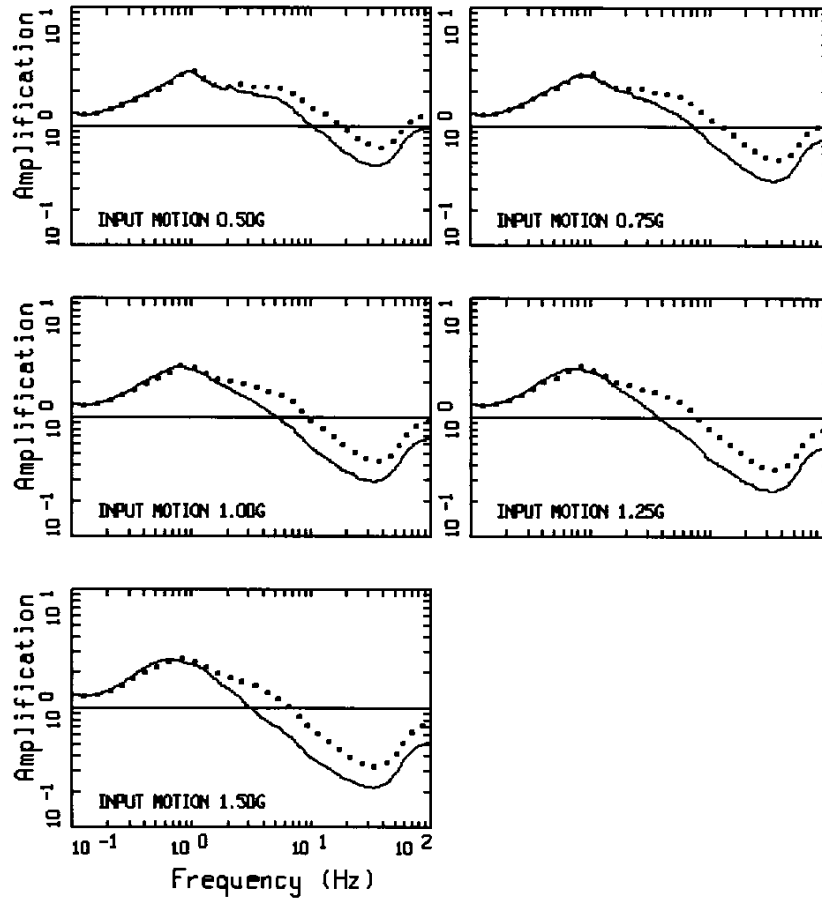 Amplification
10^1
10^0
10^-1
INPUT MOTION 0.50G
10^1
10^0
10^-1
INPUT MOTION 0.75G
Amplification
10^1
10^0
10^-1
INPUT MOTION 1.00G
10^1
10^0
10^-1
INPUT MOTION 1.25G
Amplification
10^1
10^0
10^-1
INPUT MOTION 1.50G
10^-1 10^0 10^1 10^2
Frequency (Hz)